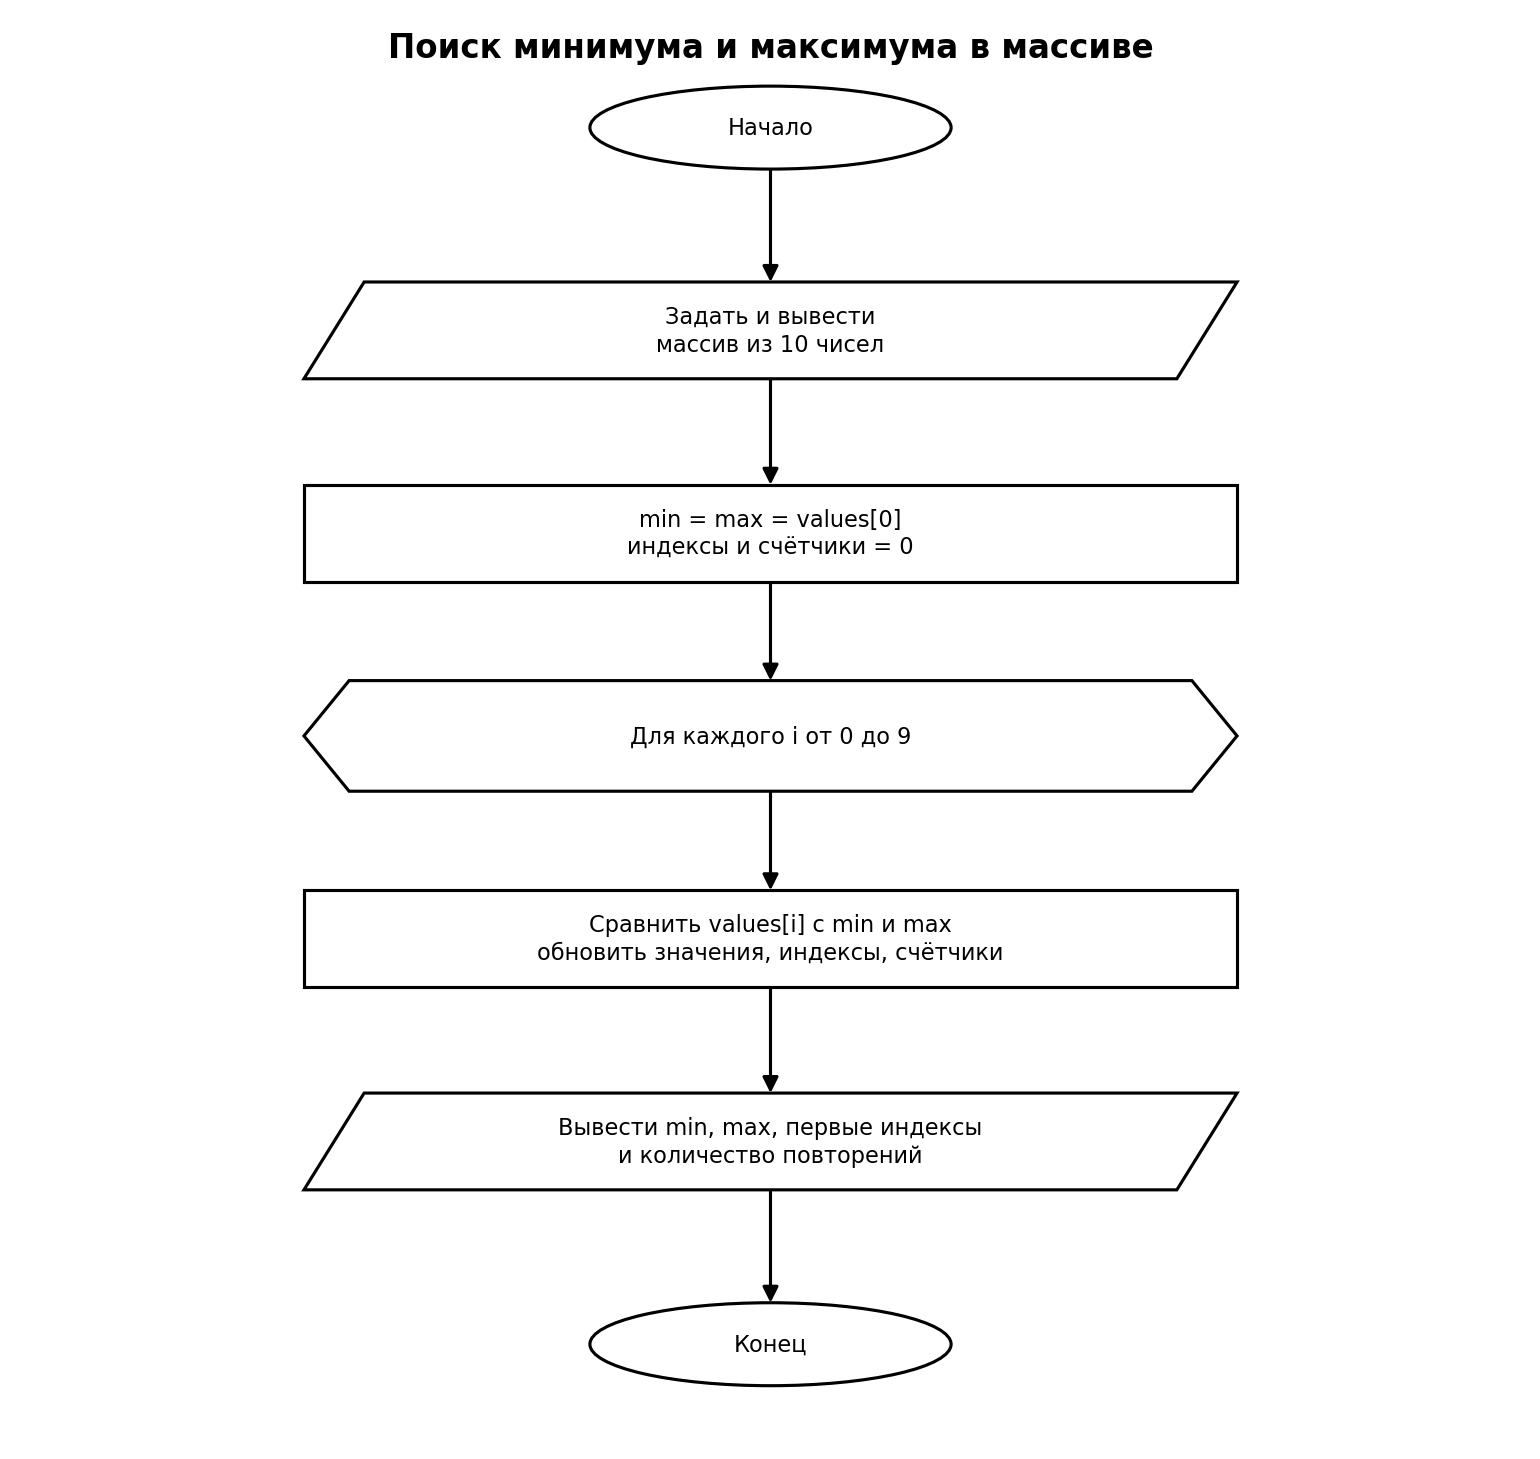 Поиск минимума и максимума в массиве
Начало
Задать и вывести
массив из 10 чисел
min = max = values[0]
индексы и счётчики = 0
Для каждого i от 0 до 9
Сравнить values[i] с min и max
обновить значения, индексы, счётчики
Вывести min, max, первые индексы
и количество повторений
Конец